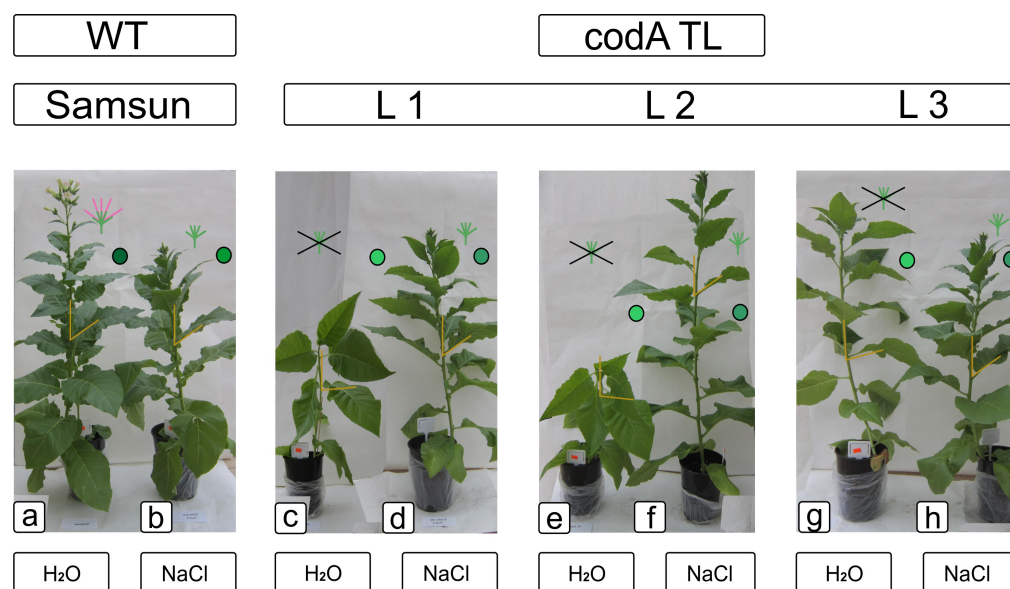 WT
codA TL
Samsun
L 1
L 2
L 3
a
b
c
d
e
f
g
h
H₂O
NaCl
H₂O
NaCl
H₂O
NaCl
H₂O
NaCl